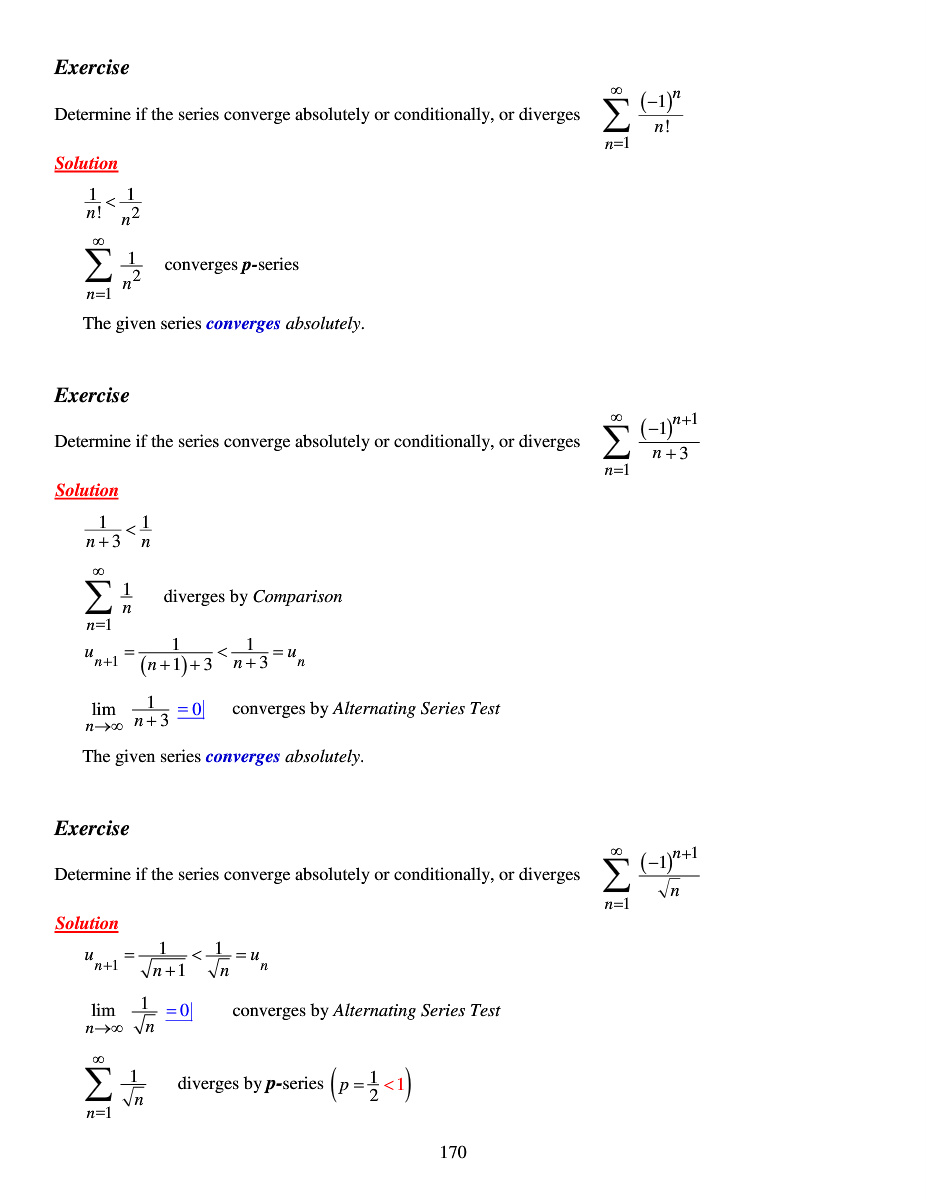 Exercise
Determine if the series converge absolutely or conditionally, or diverges $\sum_{n=1}^{\infty} \frac{(-1)^n}{n!}$
Solution
$\frac{1}{n!} < \frac{1}{n^2}$
$\sum_{n=1}^{\infty} \frac{1}{n^2}$ converges p-series
The given series converges absolutely.
Exercise
Determine if the series converge absolutely or conditionally, or diverges $\sum_{n=1}^{\infty} \frac{(-1)^{n+1}}{n+3}$
Solution
$\frac{1}{n+3} < \frac{1}{n}$
$\sum_{n=1}^{\infty} \frac{1}{n}$ diverges by Comparison
$u_{n+1} = \frac{1}{(n+1)+3} < \frac{1}{n+3} = u_n$
$\lim_{n \to \infty} \frac{1}{n+3} = 0|$ converges by Alternating Series Test
The given series converges absolutely.
Exercise
Determine if the series converge absolutely or conditionally, or diverges $\sum_{n=1}^{\infty} \frac{(-1)^{n+1}}{\sqrt{n}}$
Solution
$u_{n+1} = \frac{1}{\sqrt{n+1}} < \frac{1}{\sqrt{n}} = u_n$
$\lim_{n \to \infty} \frac{1}{\sqrt{n}} = 0|$ converges by Alternating Series Test
$\sum_{n=1}^{\infty} \frac{1}{\sqrt{n}}$ diverges by p-series $\left(p = \frac{1}{2} < 1\right)$
170